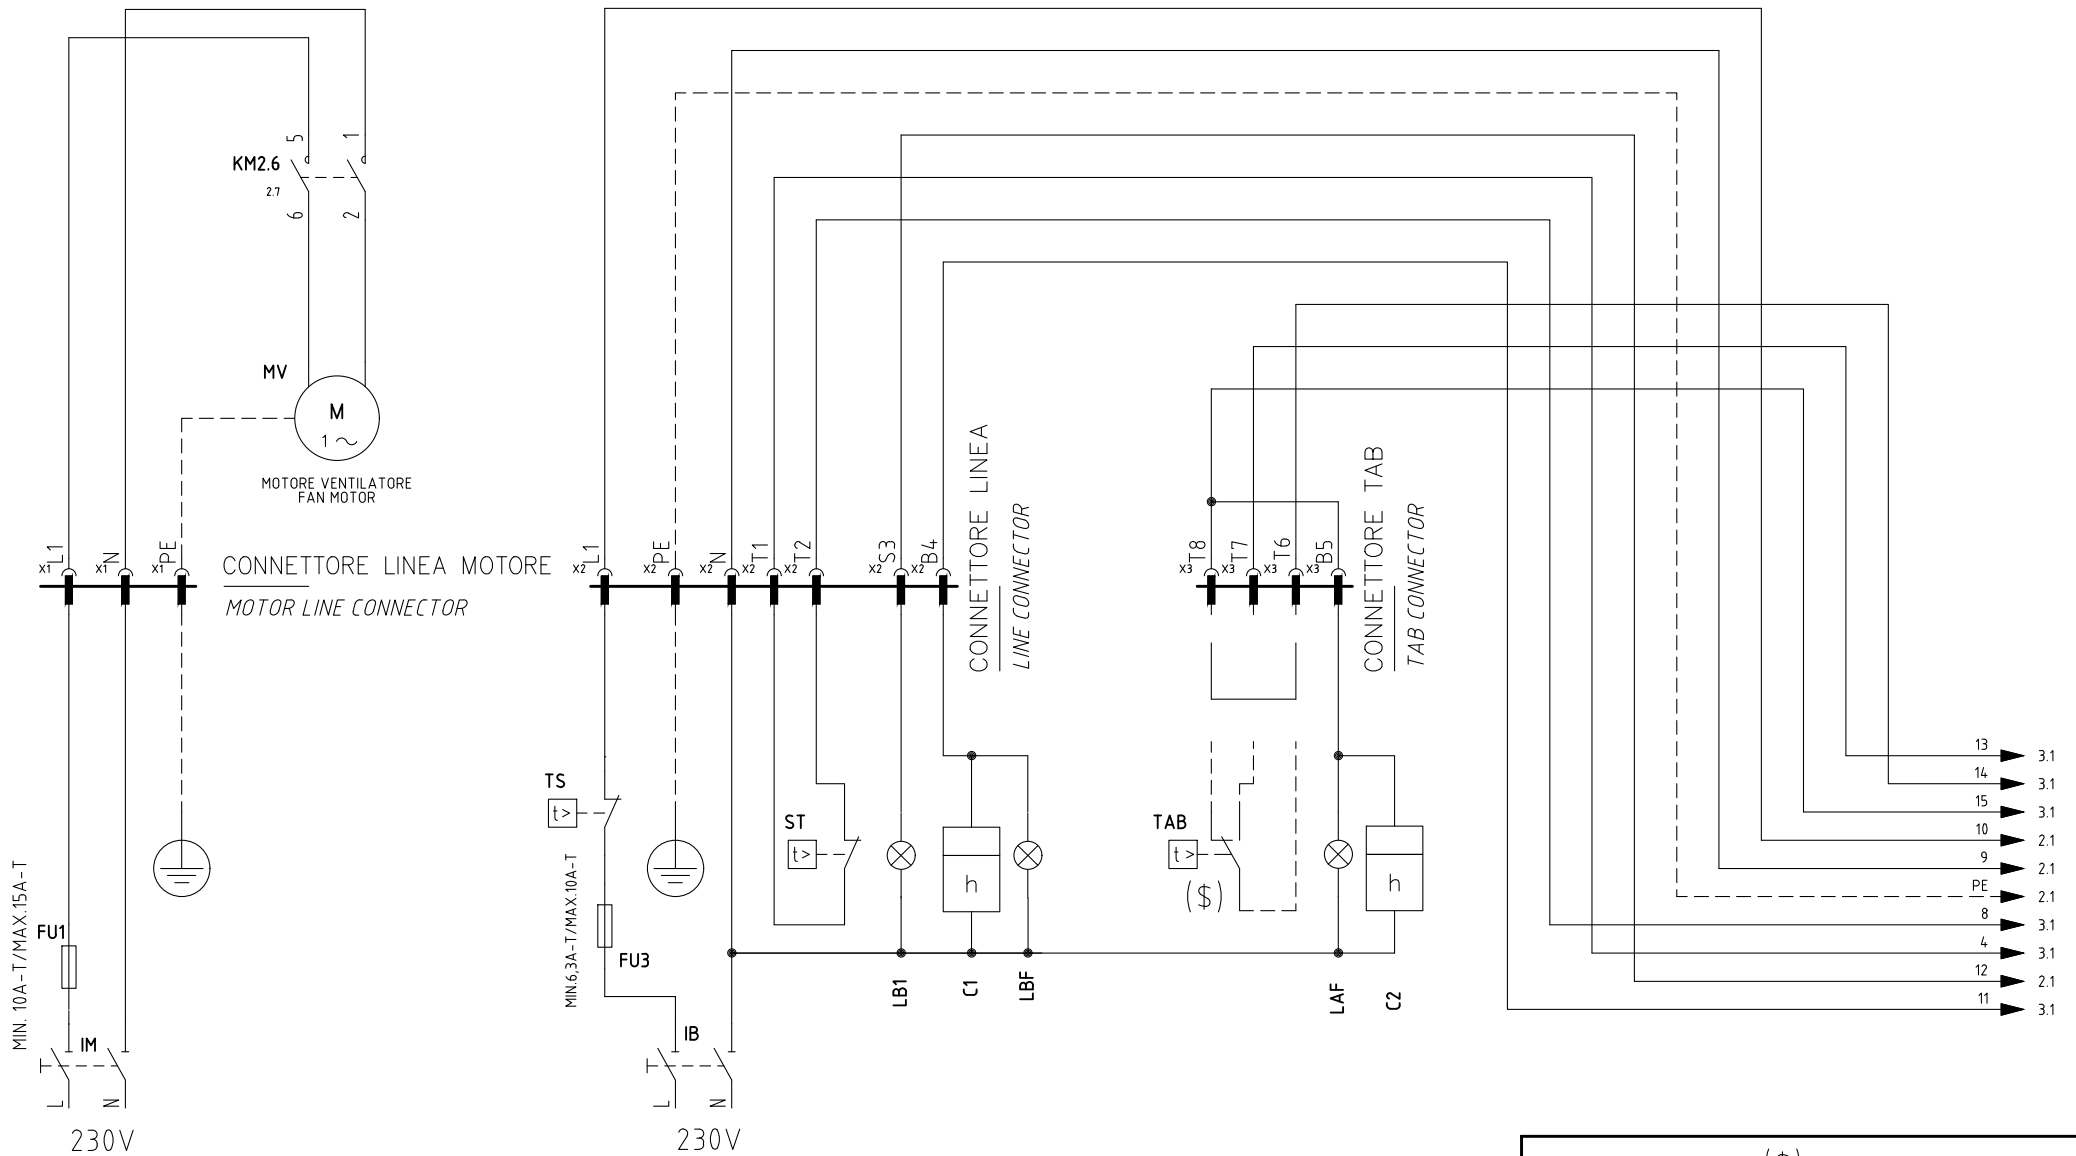 5
1
KM2.6
2.7
6
2
MV
M
1
MOTORE VENTILATORE
FAN MOTOR
x1 L1
x1 N
x1 PE
CONNETTORE LINEA MOTORE
MOTOR LINE CONNECTOR
x2 L1
x2 PE
x2 N
x2 T1
x2 T2
x2 S3
x2 B4
CONNETTORE LINEA
LINE CONNECTOR
x3 T8
x3 T7
x3 T6
x3 B5
CONNETTORE TAB
TAB CONNECTOR
TS
t>
ST
t>
h
TAB
t>
($)
h
13
3.1
14
3.1
15
3.1
10
2.1
9
2.1
PE
2.1
8
3.1
4
3.1
12
2.1
11
3.1
MIN. 10A-T/MAX.15A-T
FU1
MIN.6,3A-T/MAX.10A-T
FU3
LB1
C1
LBF
LAF
C2
IM
IB
L
N
L
N
230V
230V
($)